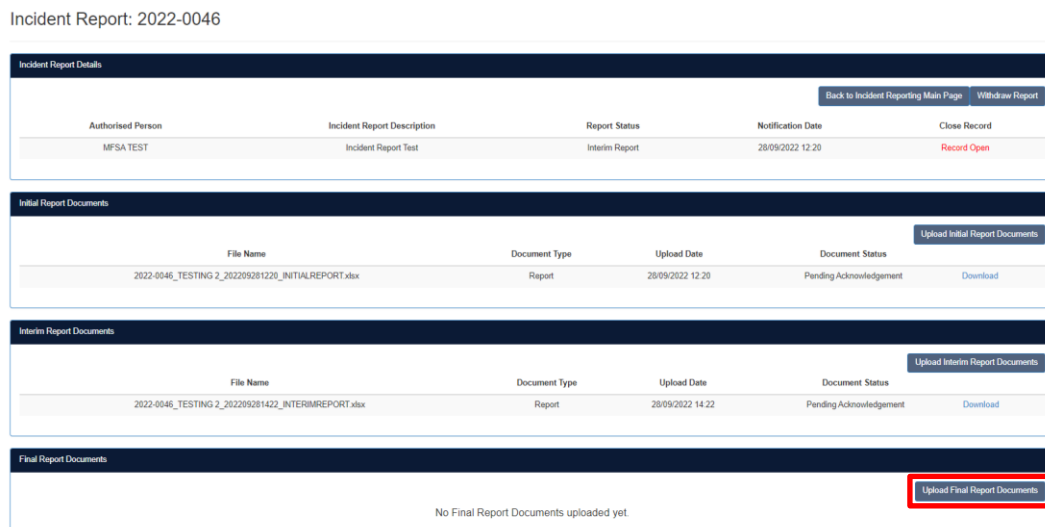 Incident Report: 2022-0046
Incident Report Details
Back to Incident Reporting Main Page Withdraw Report
Authorised Person Incident Report Description Report Status Notification Date Close Record
MFSA TEST Incident Report Test Interim Report 28/09/2022 12:20 Record Open
Initial Report Documents
Upload Initial Report Documents
File Name Document Type Upload Date Document Status
2022-0046_TESTING 2_202209281220_INITIALREPORT.xlsx Report 28/09/2022 12:20 Pending Acknowledgement Download
Interim Report Documents
Upload Interim Report Documents
File Name Document Type Upload Date Document Status
2022-0046_TESTING 2_202209281422_INTERIMREPORT.xlsx Report 28/09/2022 14:22 Pending Acknowledgement Download
Final Report Documents
Upload Final Report Documents
No Final Report Documents uploaded yet.